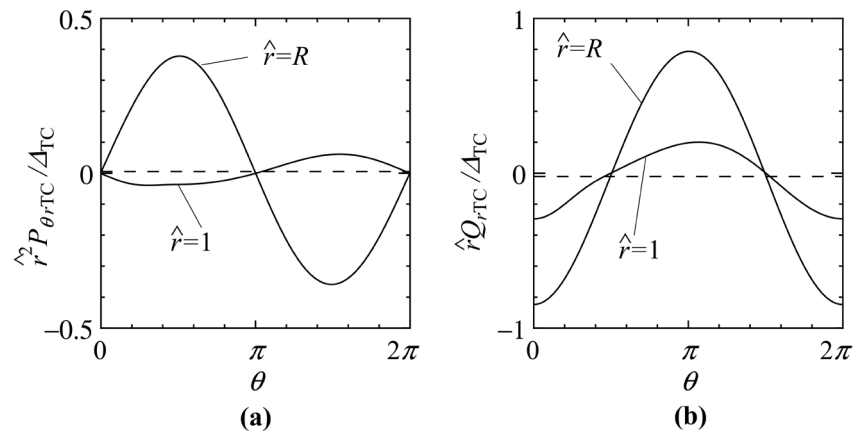 0.5
r̂=R
r̂²P_θrTC/Δ_TC
0
r̂=1
−0.5
0
π
2π
θ
(a)
1
r̂=R
r̂Q_rTC/Δ_TC
0
r̂=1
−1
0
π
2π
θ
(b)